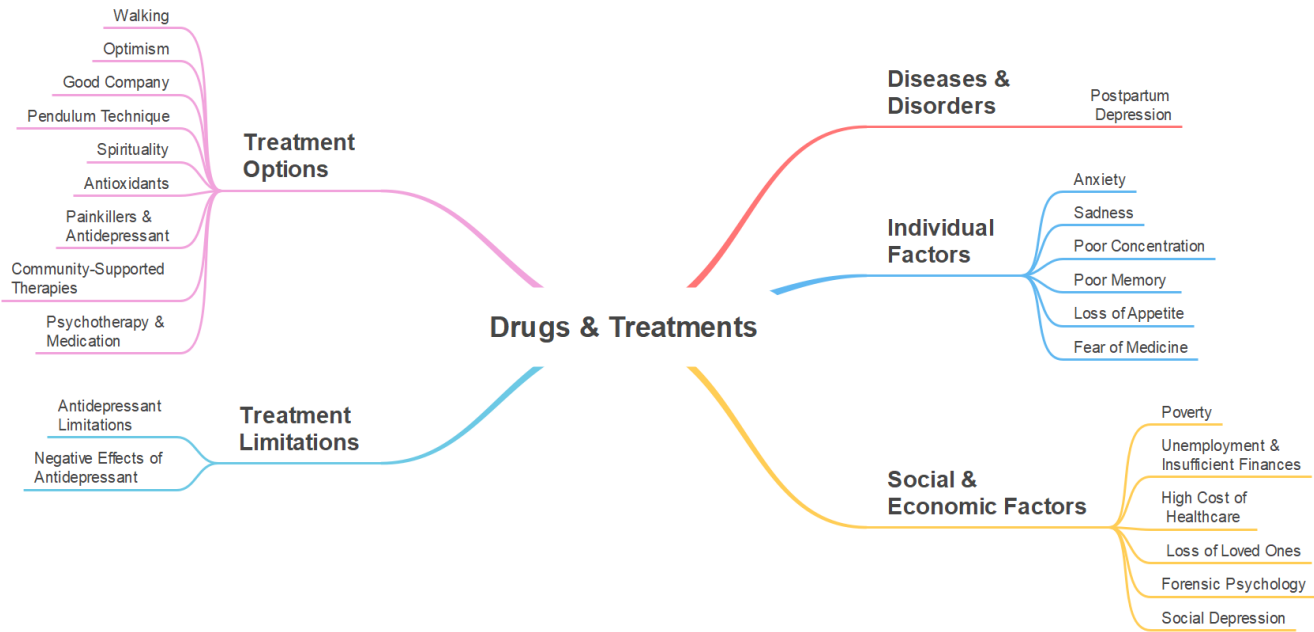 Walking
Optimism
Good Company
Pendulum Technique
Spirituality
Antioxidants
Painkillers &
Antidepressant
Community-Supported
Therapies
Psychotherapy &
Medication
Treatment
Options
Antidepressant
Limitations
Negative Effects of
Antidepressant
Treatment
Limitations
Drugs & Treatments
Diseases &
Disorders
Postpartum
Depression
Individual
Factors
Anxiety
Sadness
Poor Concentration
Poor Memory
Loss of Appetite
Fear of Medicine
Social &
Economic Factors
Poverty
Unemployment &
Insufficient Finances
High Cost of
Healthcare
Loss of Loved Ones
Forensic Psychology
Social Depression